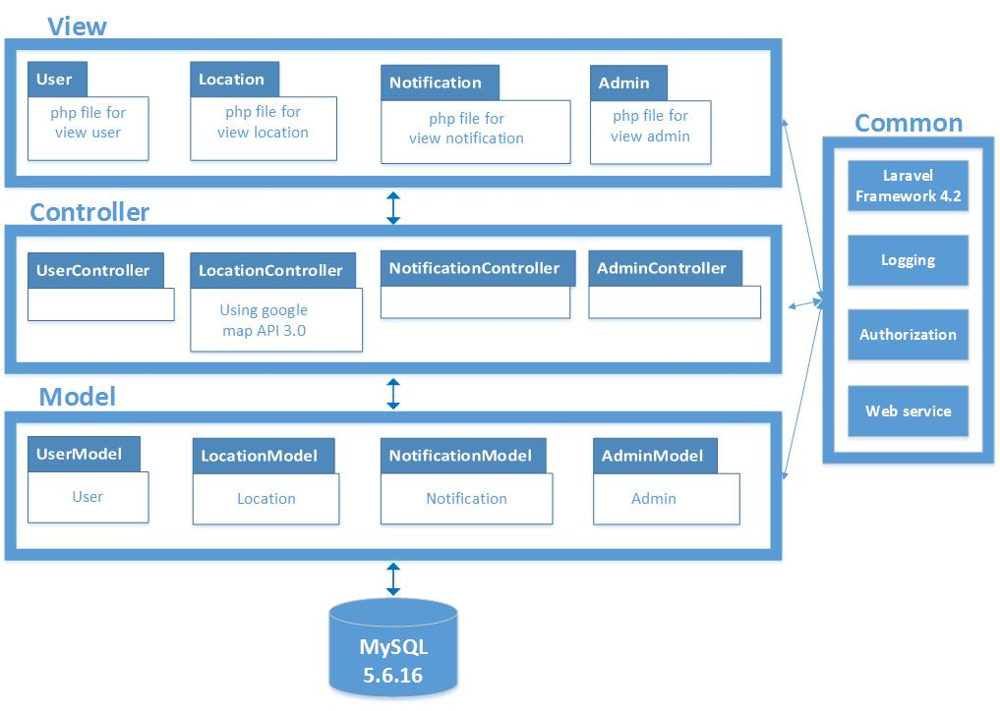 View
User
php file for
view user
Location
php file for
view location
Notification
php file for
view notification
Admin
php file for
view admin
Controller
UserController
LocationController
Using google
map API 3.0
NotificationController
AdminController
Model
UserModel
User
LocationModel
Location
NotificationModel
Notification
AdminModel
Admin
MySQL
5.6.16
Common
Laravel
Framework 4.2
Logging
Authorization
Web service